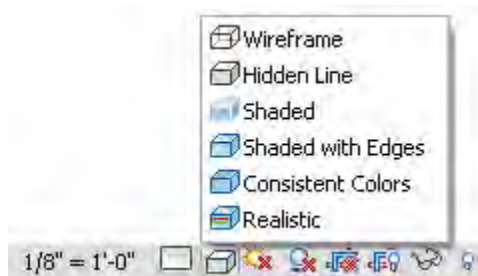 Wireframe
Hidden Line
Shaded
Shaded with Edges
Consistent Colors
Realistic
1/8" = 1'-0"